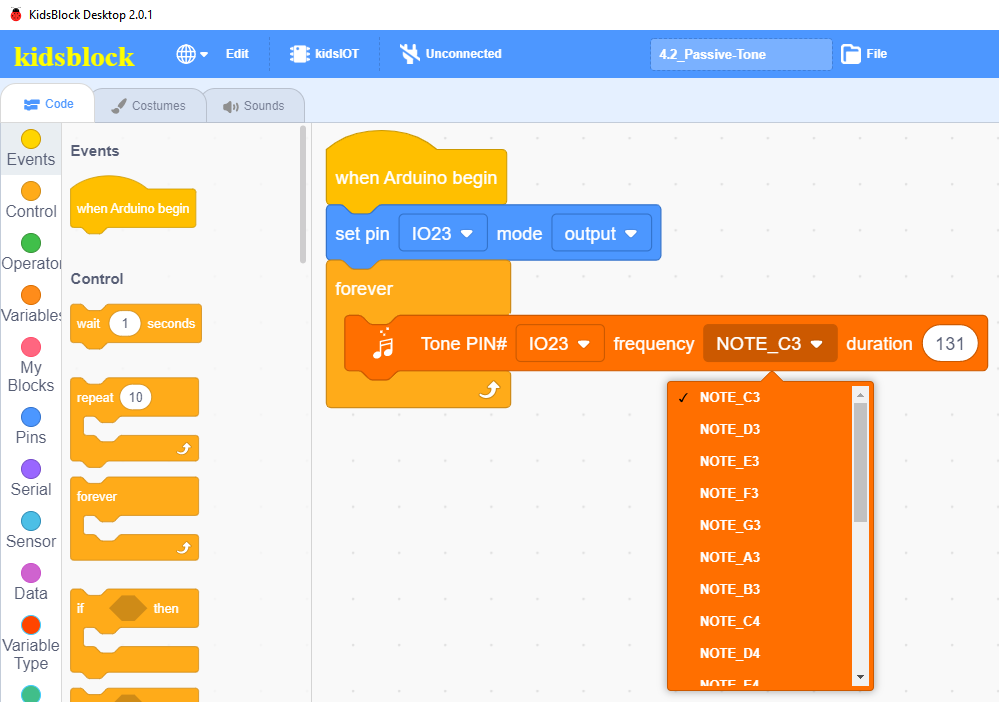 KidsBlock Desktop 2.0.1
kidsblock Edit kidsIOT Unconnected 4.2_Passive-Tone File
Code Costumes Sounds
Events
Control
Operator
Variables
My
Blocks
Pins
Serial
Sensor
Data
Variable
Type
Events
when Arduino begin
Control
wait 1 seconds
repeat 10
forever
if then
when Arduino begin
set pin IO23 mode output
forever
Tone PIN# IO23 frequency NOTE_C3 duration 131
✓ NOTE_C3
NOTE_D3
NOTE_E3
NOTE_F3
NOTE_G3
NOTE_A3
NOTE_B3
NOTE_C4
NOTE_D4
NOTE_E4